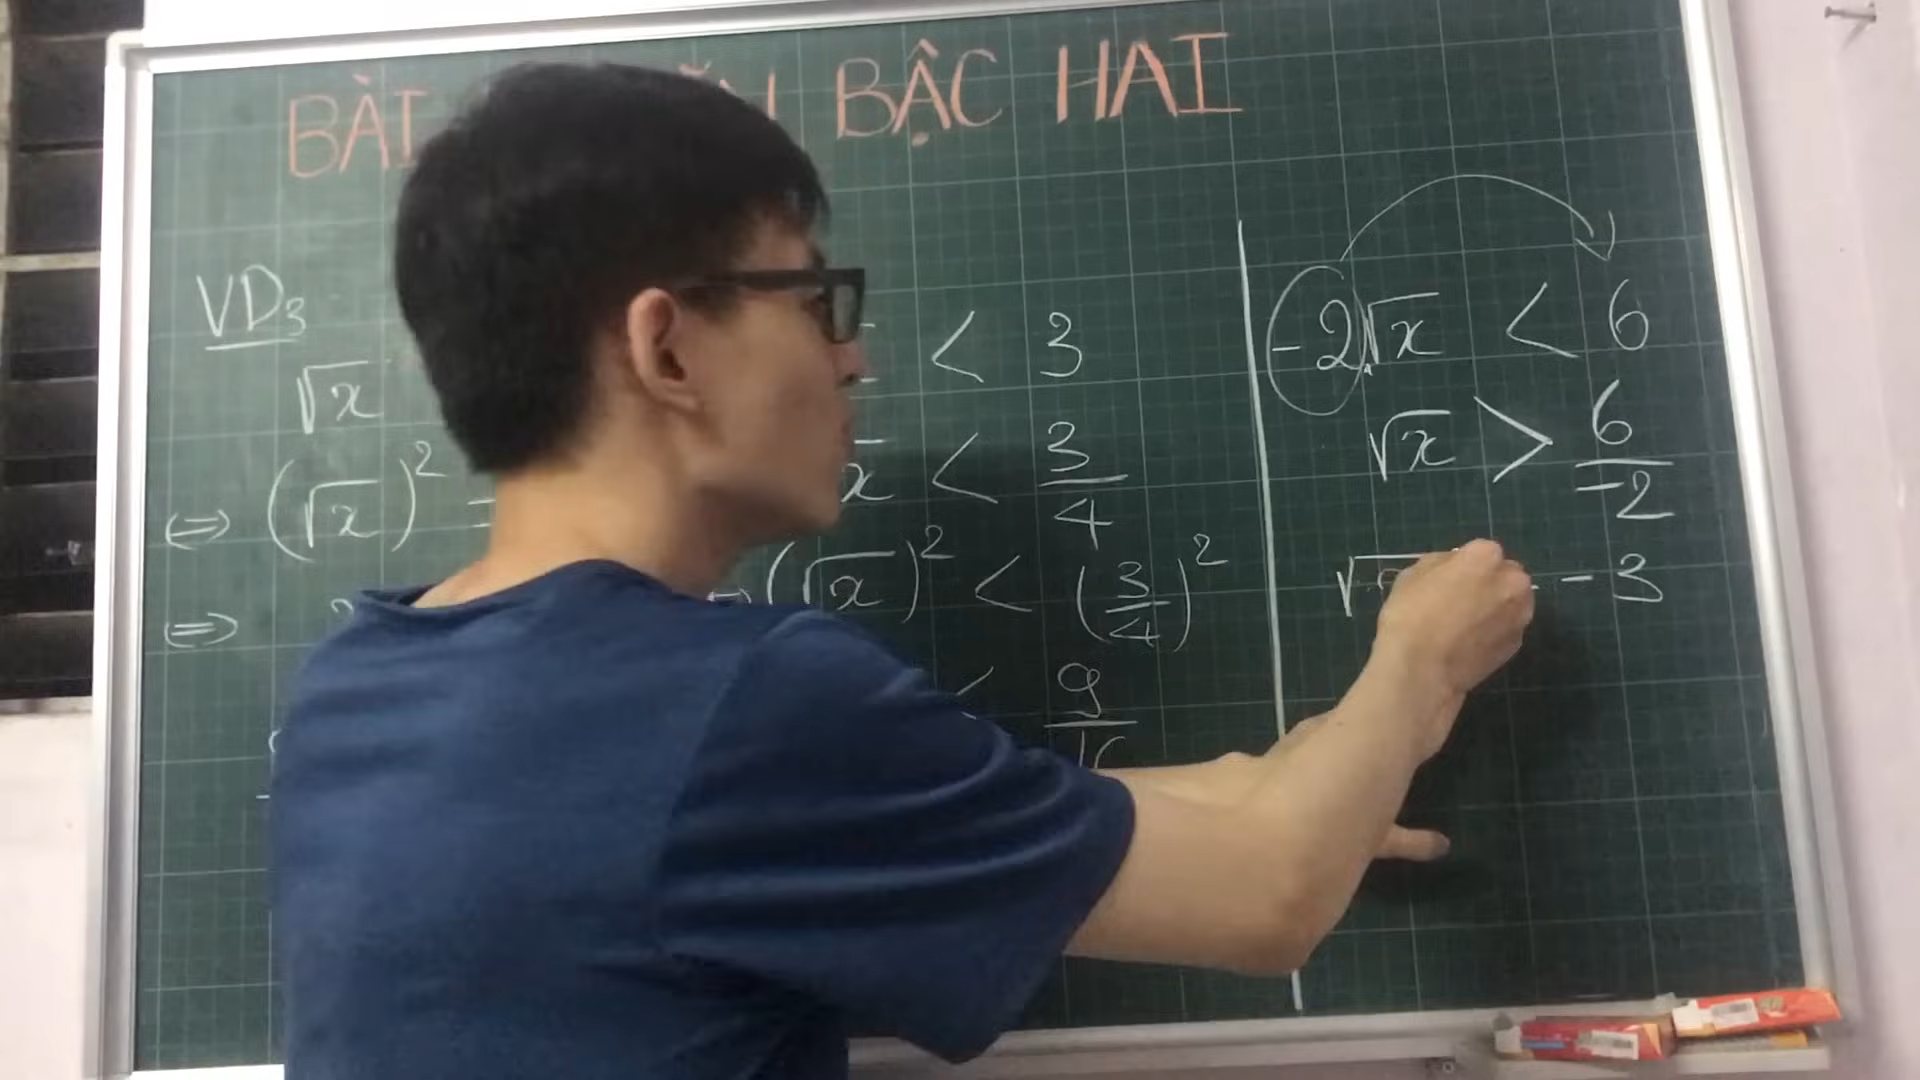 BÀI BẬC HAI
VD3
√x
(√x)² =
⇔
⇔
< 3
x < 3/4
(√x)² < (3/4)²
< 9/16
-2√x < 6
√x > 6/-2
√ - 3